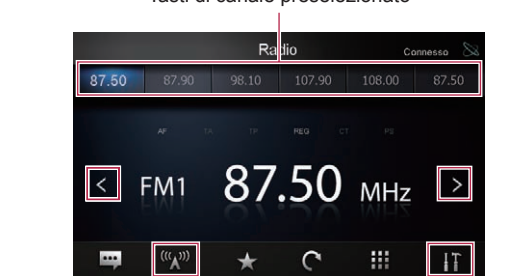 Tasti di canale preselezionato
Radio
Connesso
87.50 87.90 98.10 107.90 108.00 87.50
AF TA TP REG CT PS
< FM1 87.50 MHz >